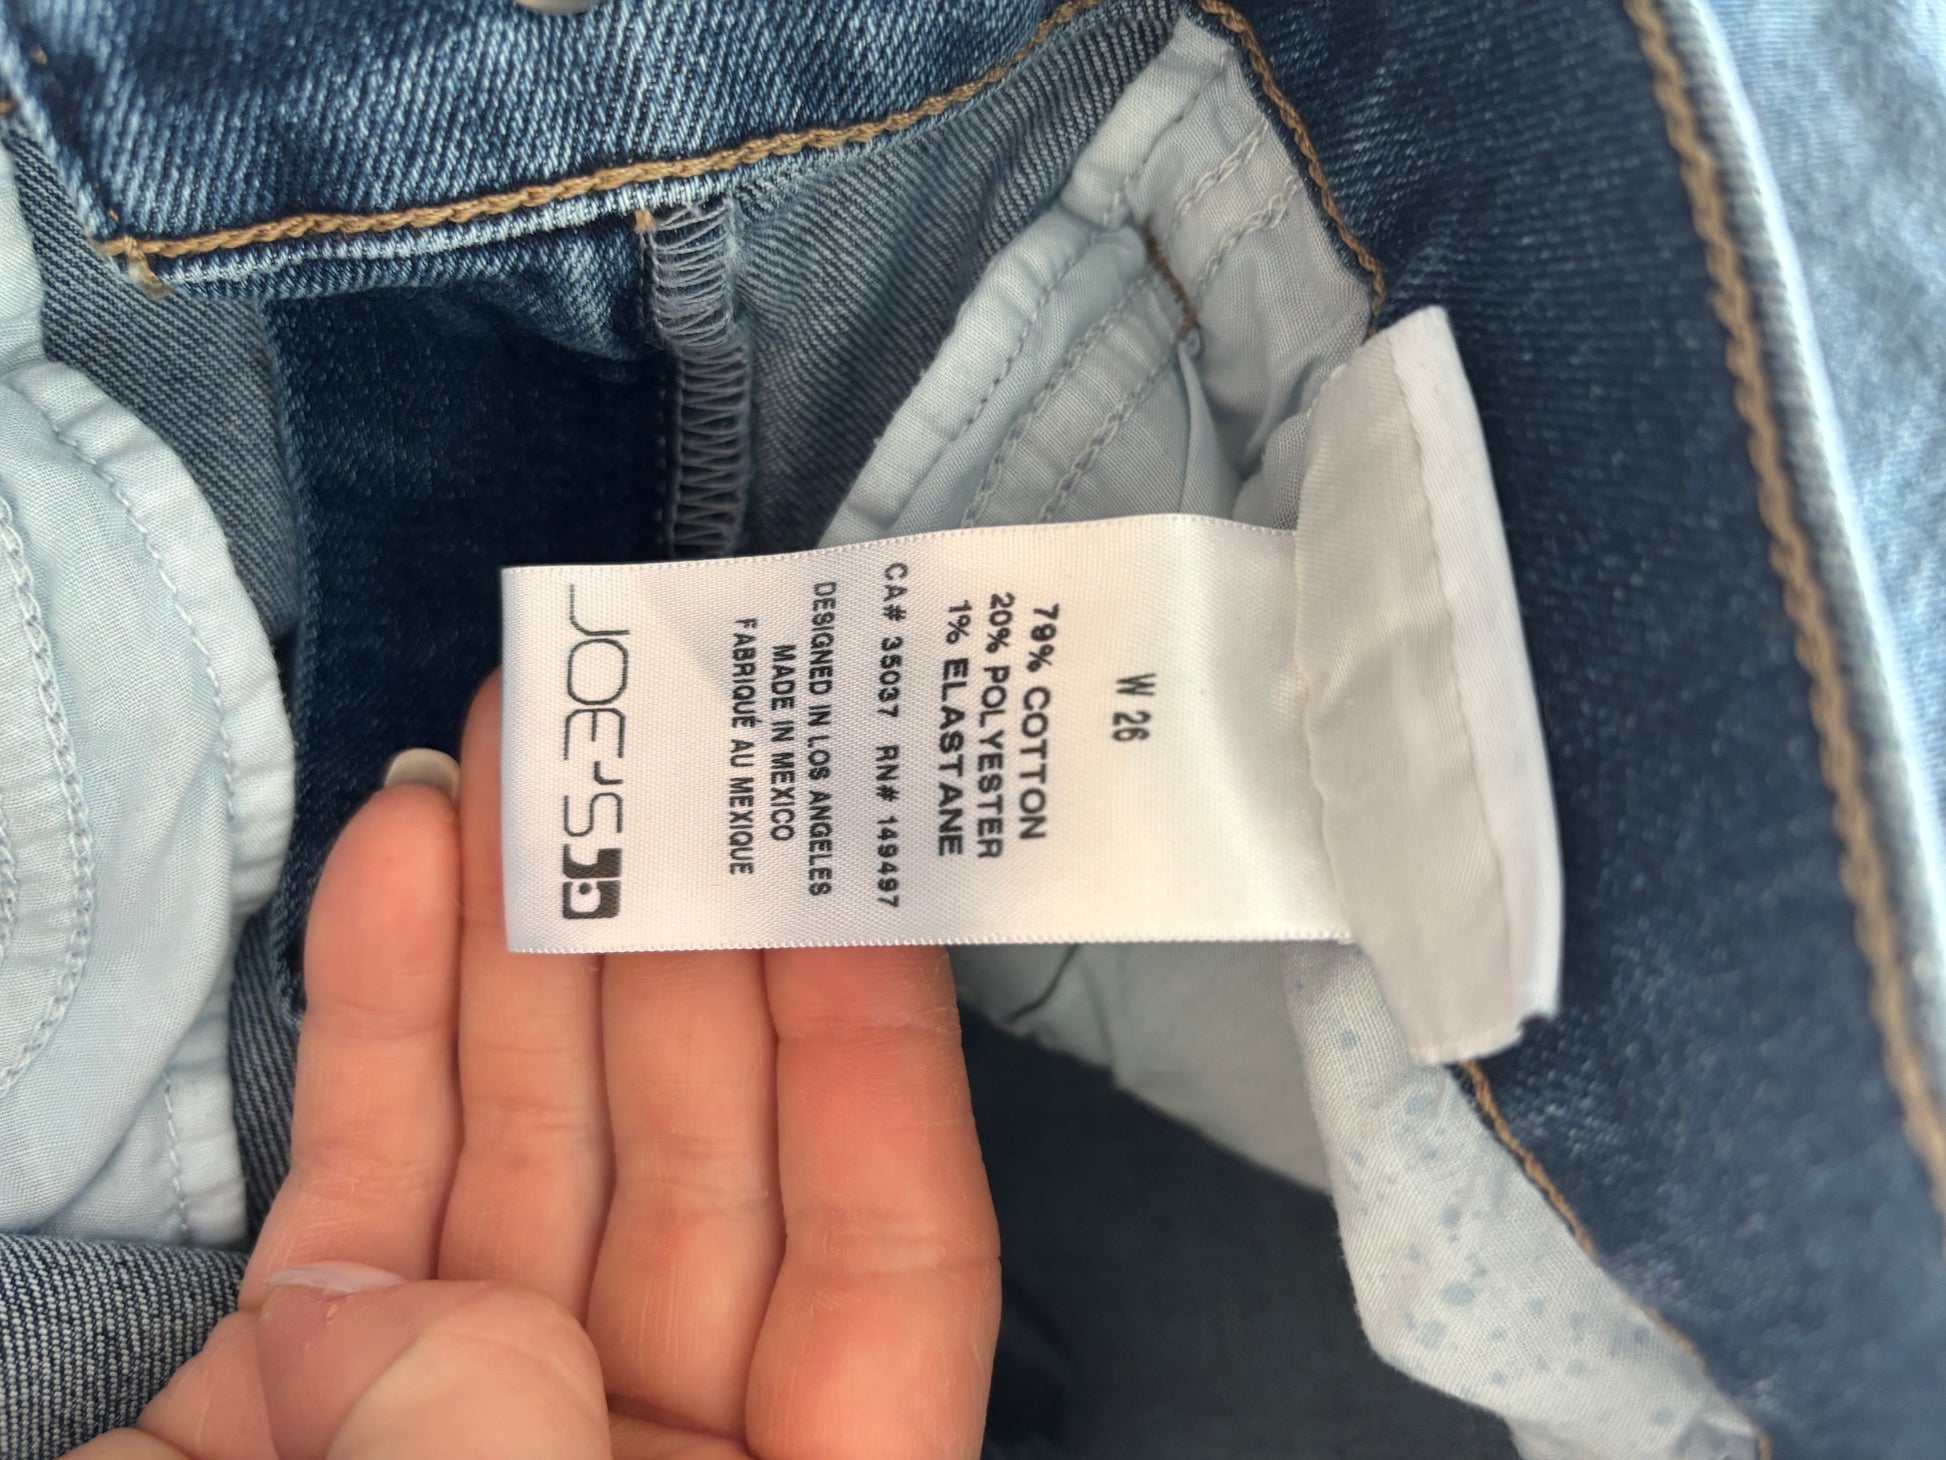 W 26
79% COTTON
20% POLYESTER
1% ELASTANE
CA# 35037 RN# 149497
DESIGNED IN LOS ANGELES
MADE IN MEXICO
FABRIQUÉ AU MEXIQUE
JOE'S